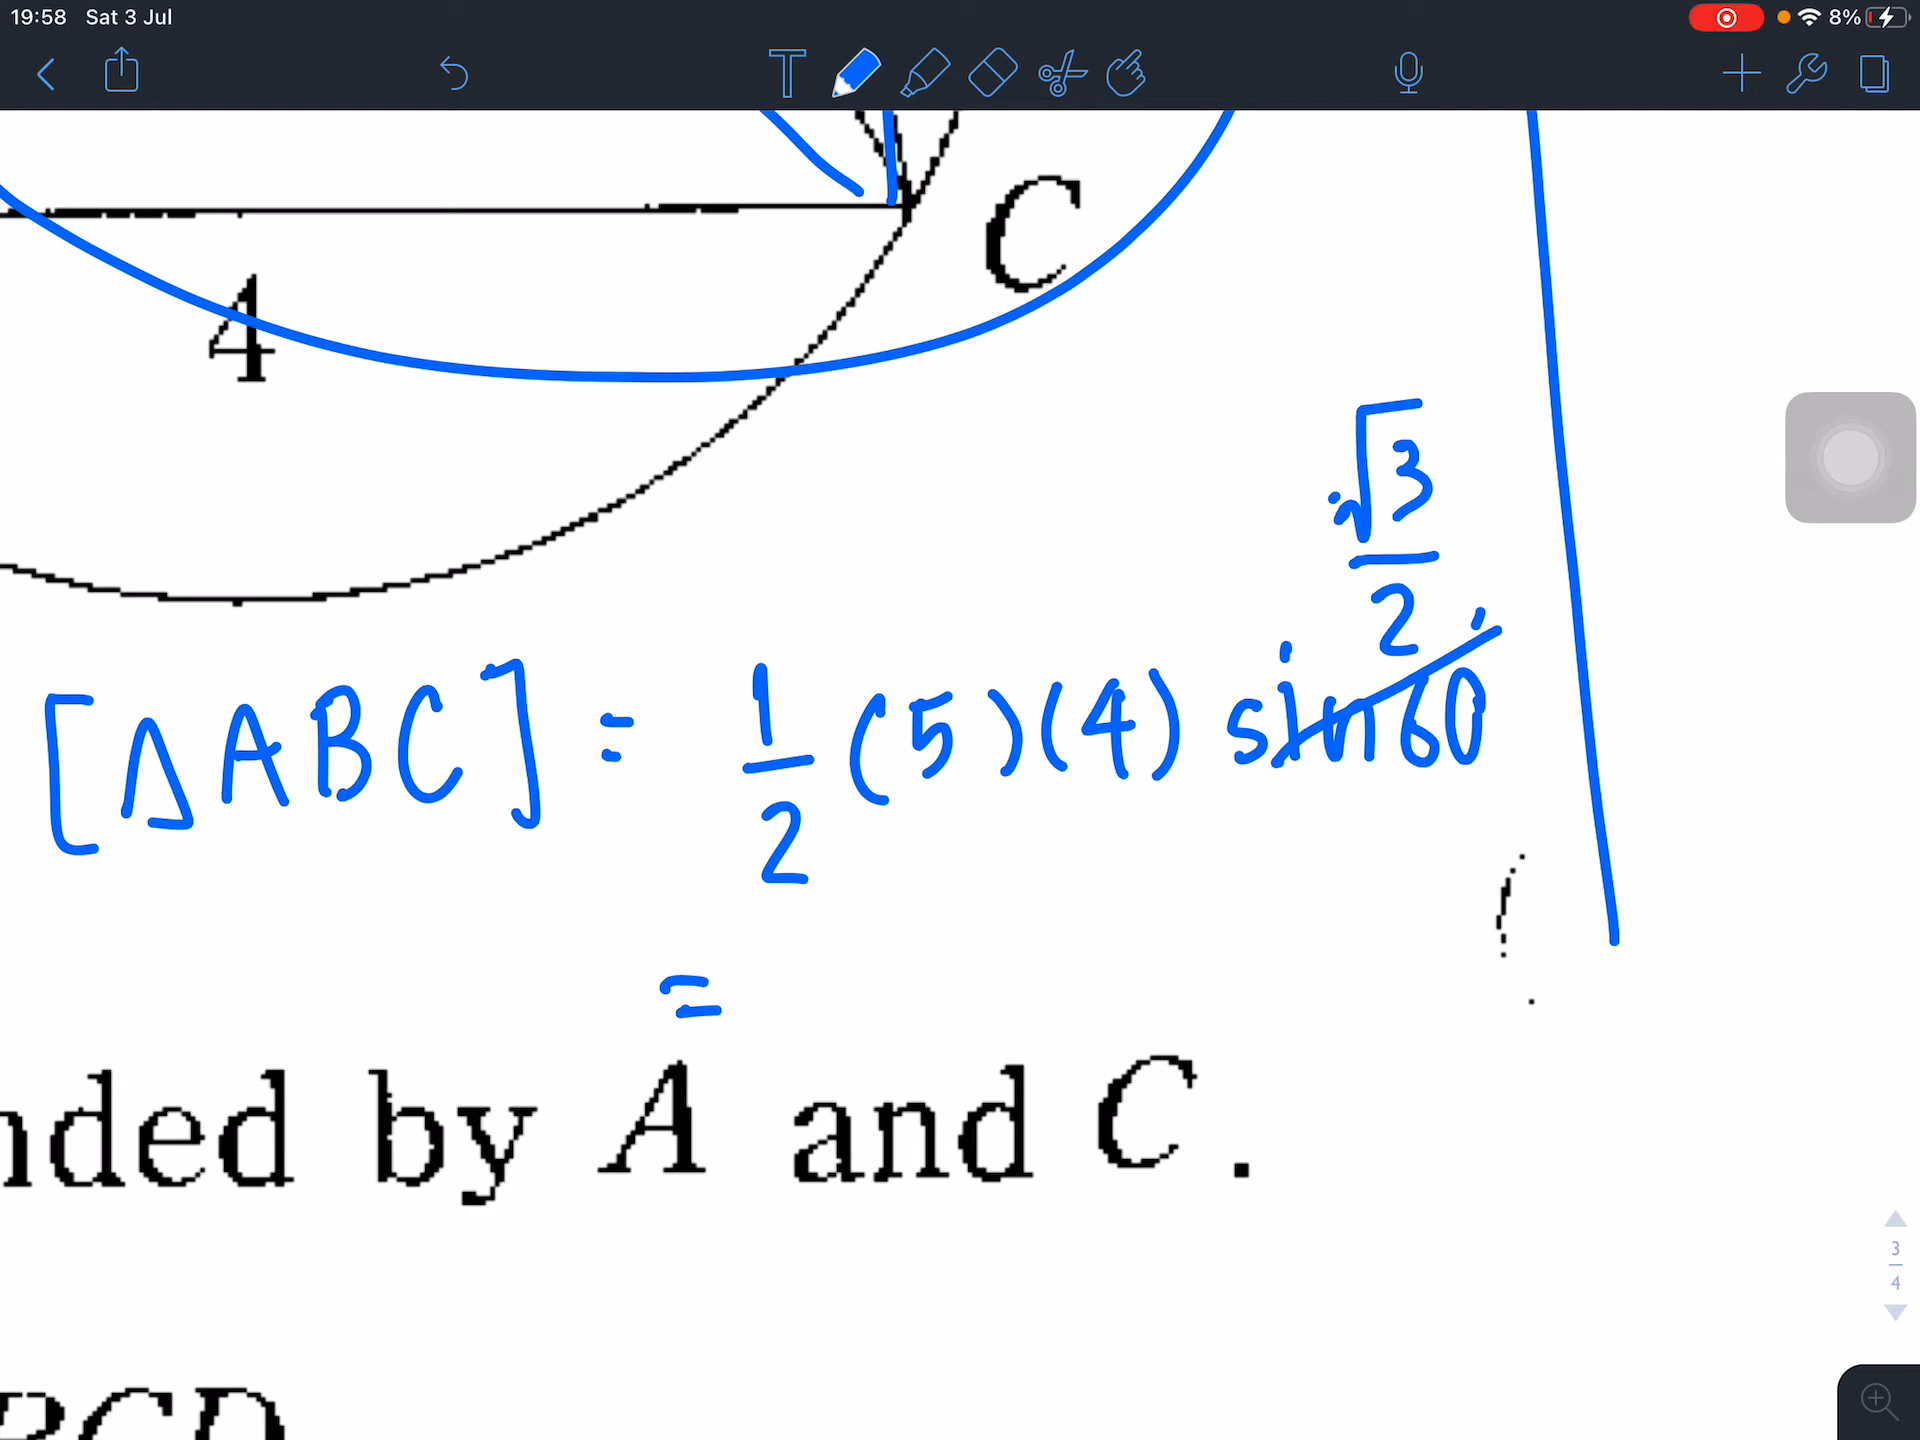 19:58 Sat 3 Jul 8%
T
C
4
√3/2
[ΔABC] = 1/2 (5)(4) sin60
=
nded by A and C.
3
4
BCD